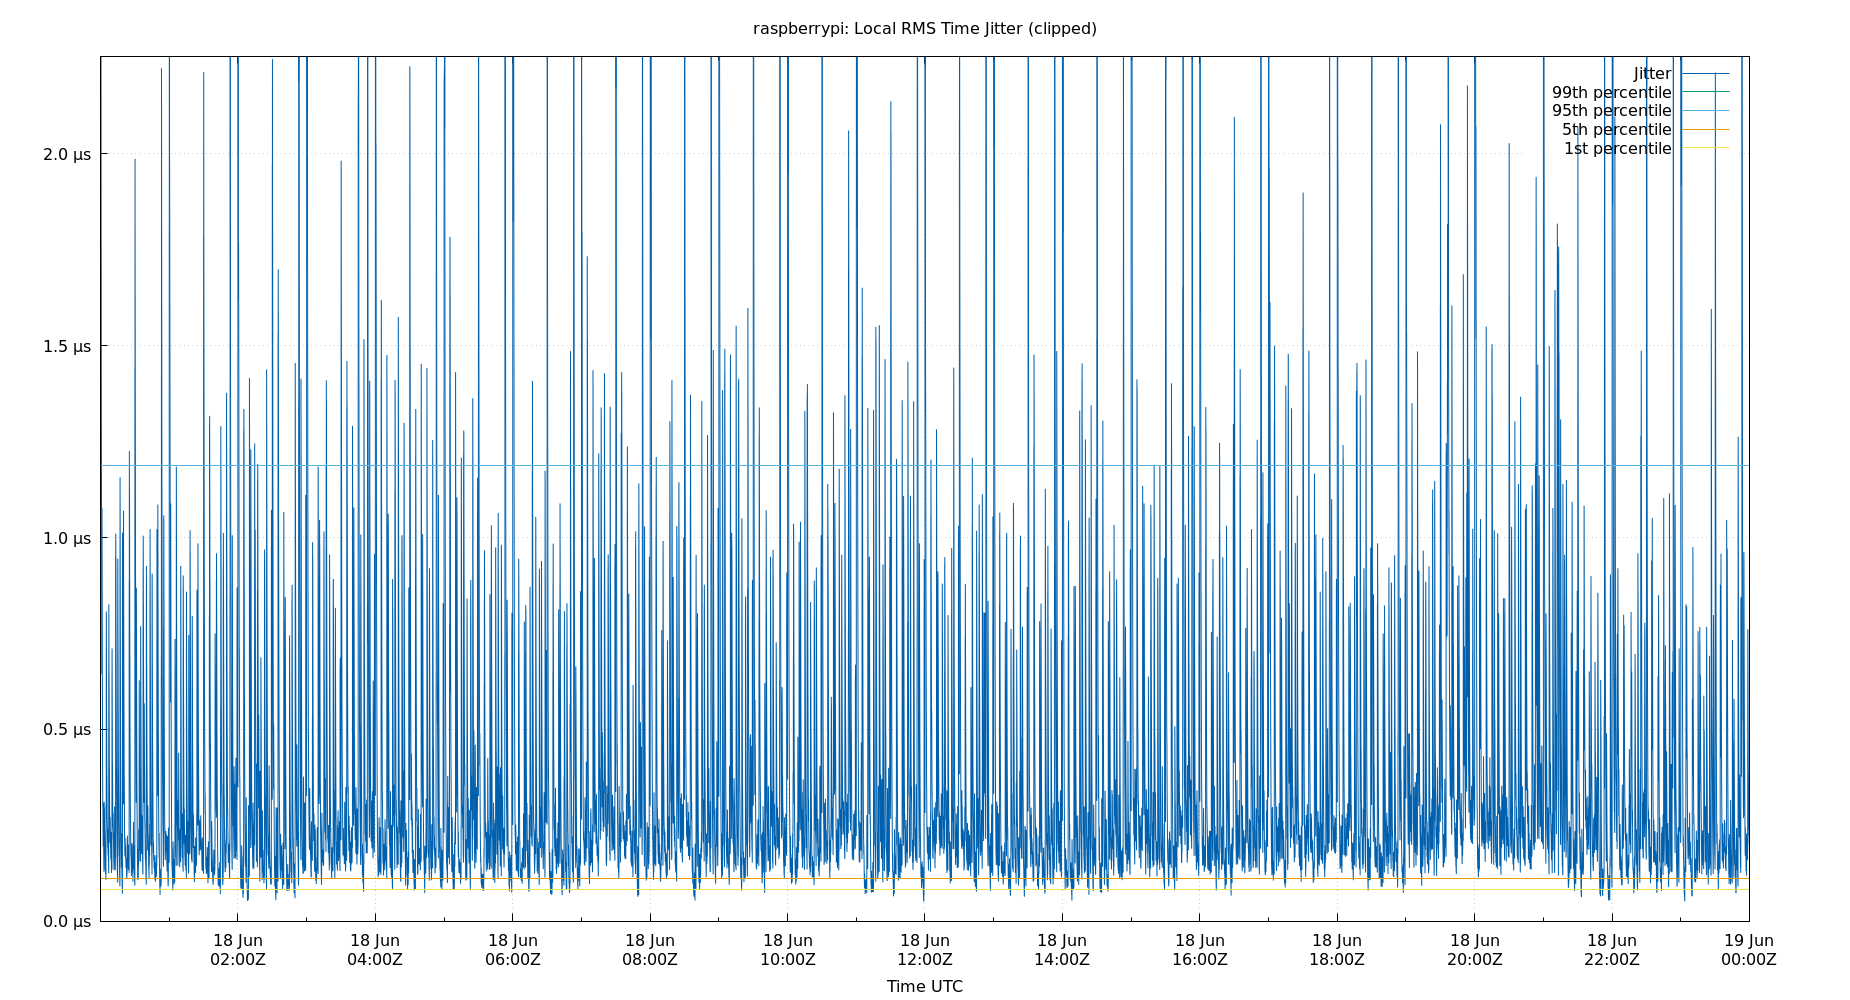 raspberrypi: Local RMS Time Jitter (clipped)
Jitter
99th percentile
95th percentile
5th percentile
1st percentile
2.0 μs
1.5 μs
1.0 μs
0.5 μs
0.0 μs
18 Jun 18 Jun 18 Jun 18 Jun 18 Jun 18 Jun 18 Jun 18 Jun 18 Jun 18 Jun 18 Jun 19 Jun
02:00Z 04:00Z 06:00Z 08:00Z 10:00Z 12:00Z 14:00Z 16:00Z 18:00Z 20:00Z 22:00Z 00:00Z
Time UTC